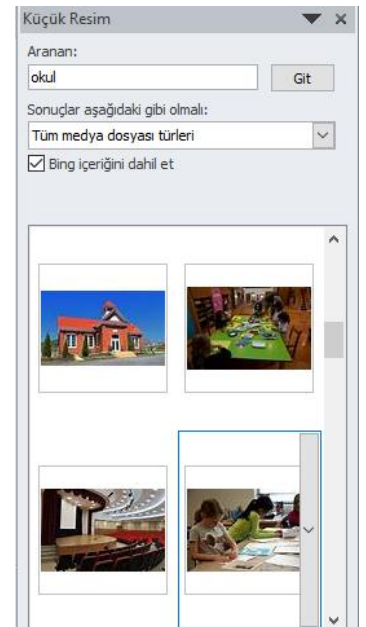 Küçük Resim
Aranan:
okul
Git
Sonuçlar aşağıdaki gibi olmalı:
Tüm medya dosyası türleri
Bing içeriğini dahil et